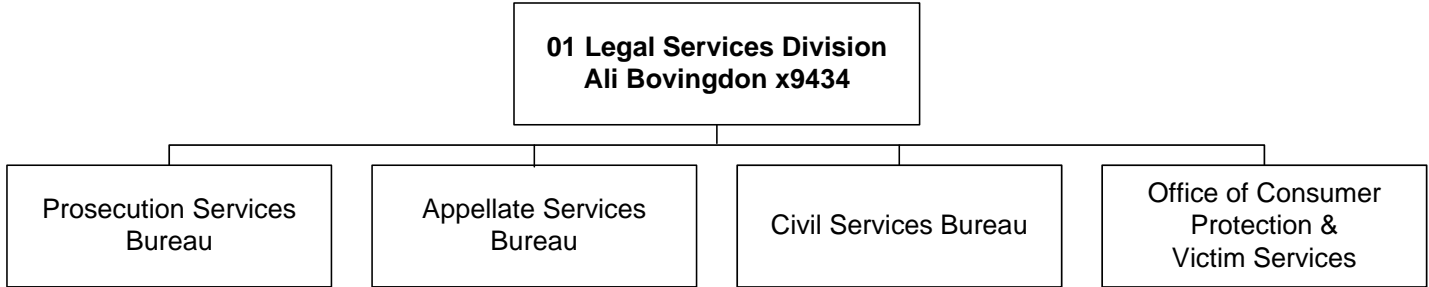 01 Legal Services Division
Ali Bovingdon x9434
Prosecution Services
Bureau
Appellate Services
Bureau
Civil Services Bureau
Office of Consumer
Protection &
Victim Services